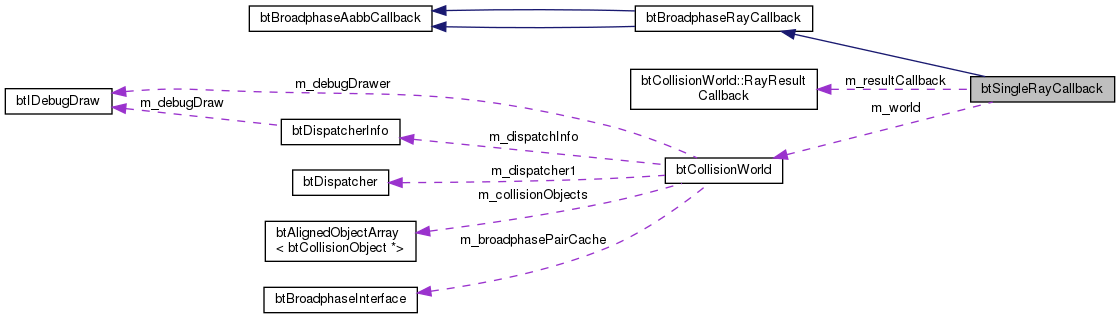 btBroadphaseAabbCallback
btBroadphaseRayCallback
m_debugDrawer
btCollisionWorld::RayResult
Callback
m_resultCallback
btSingleRayCallback
btIDebugDraw
m_debugDraw
m_world
btDispatcherInfo
m_dispatchInfo
btDispatcher
m_dispatcher1
btCollisionWorld
m_collisionObjects
btAlignedObjectArray
< btCollisionObject *>
m_broadphasePairCache
btBroadphaseInterface